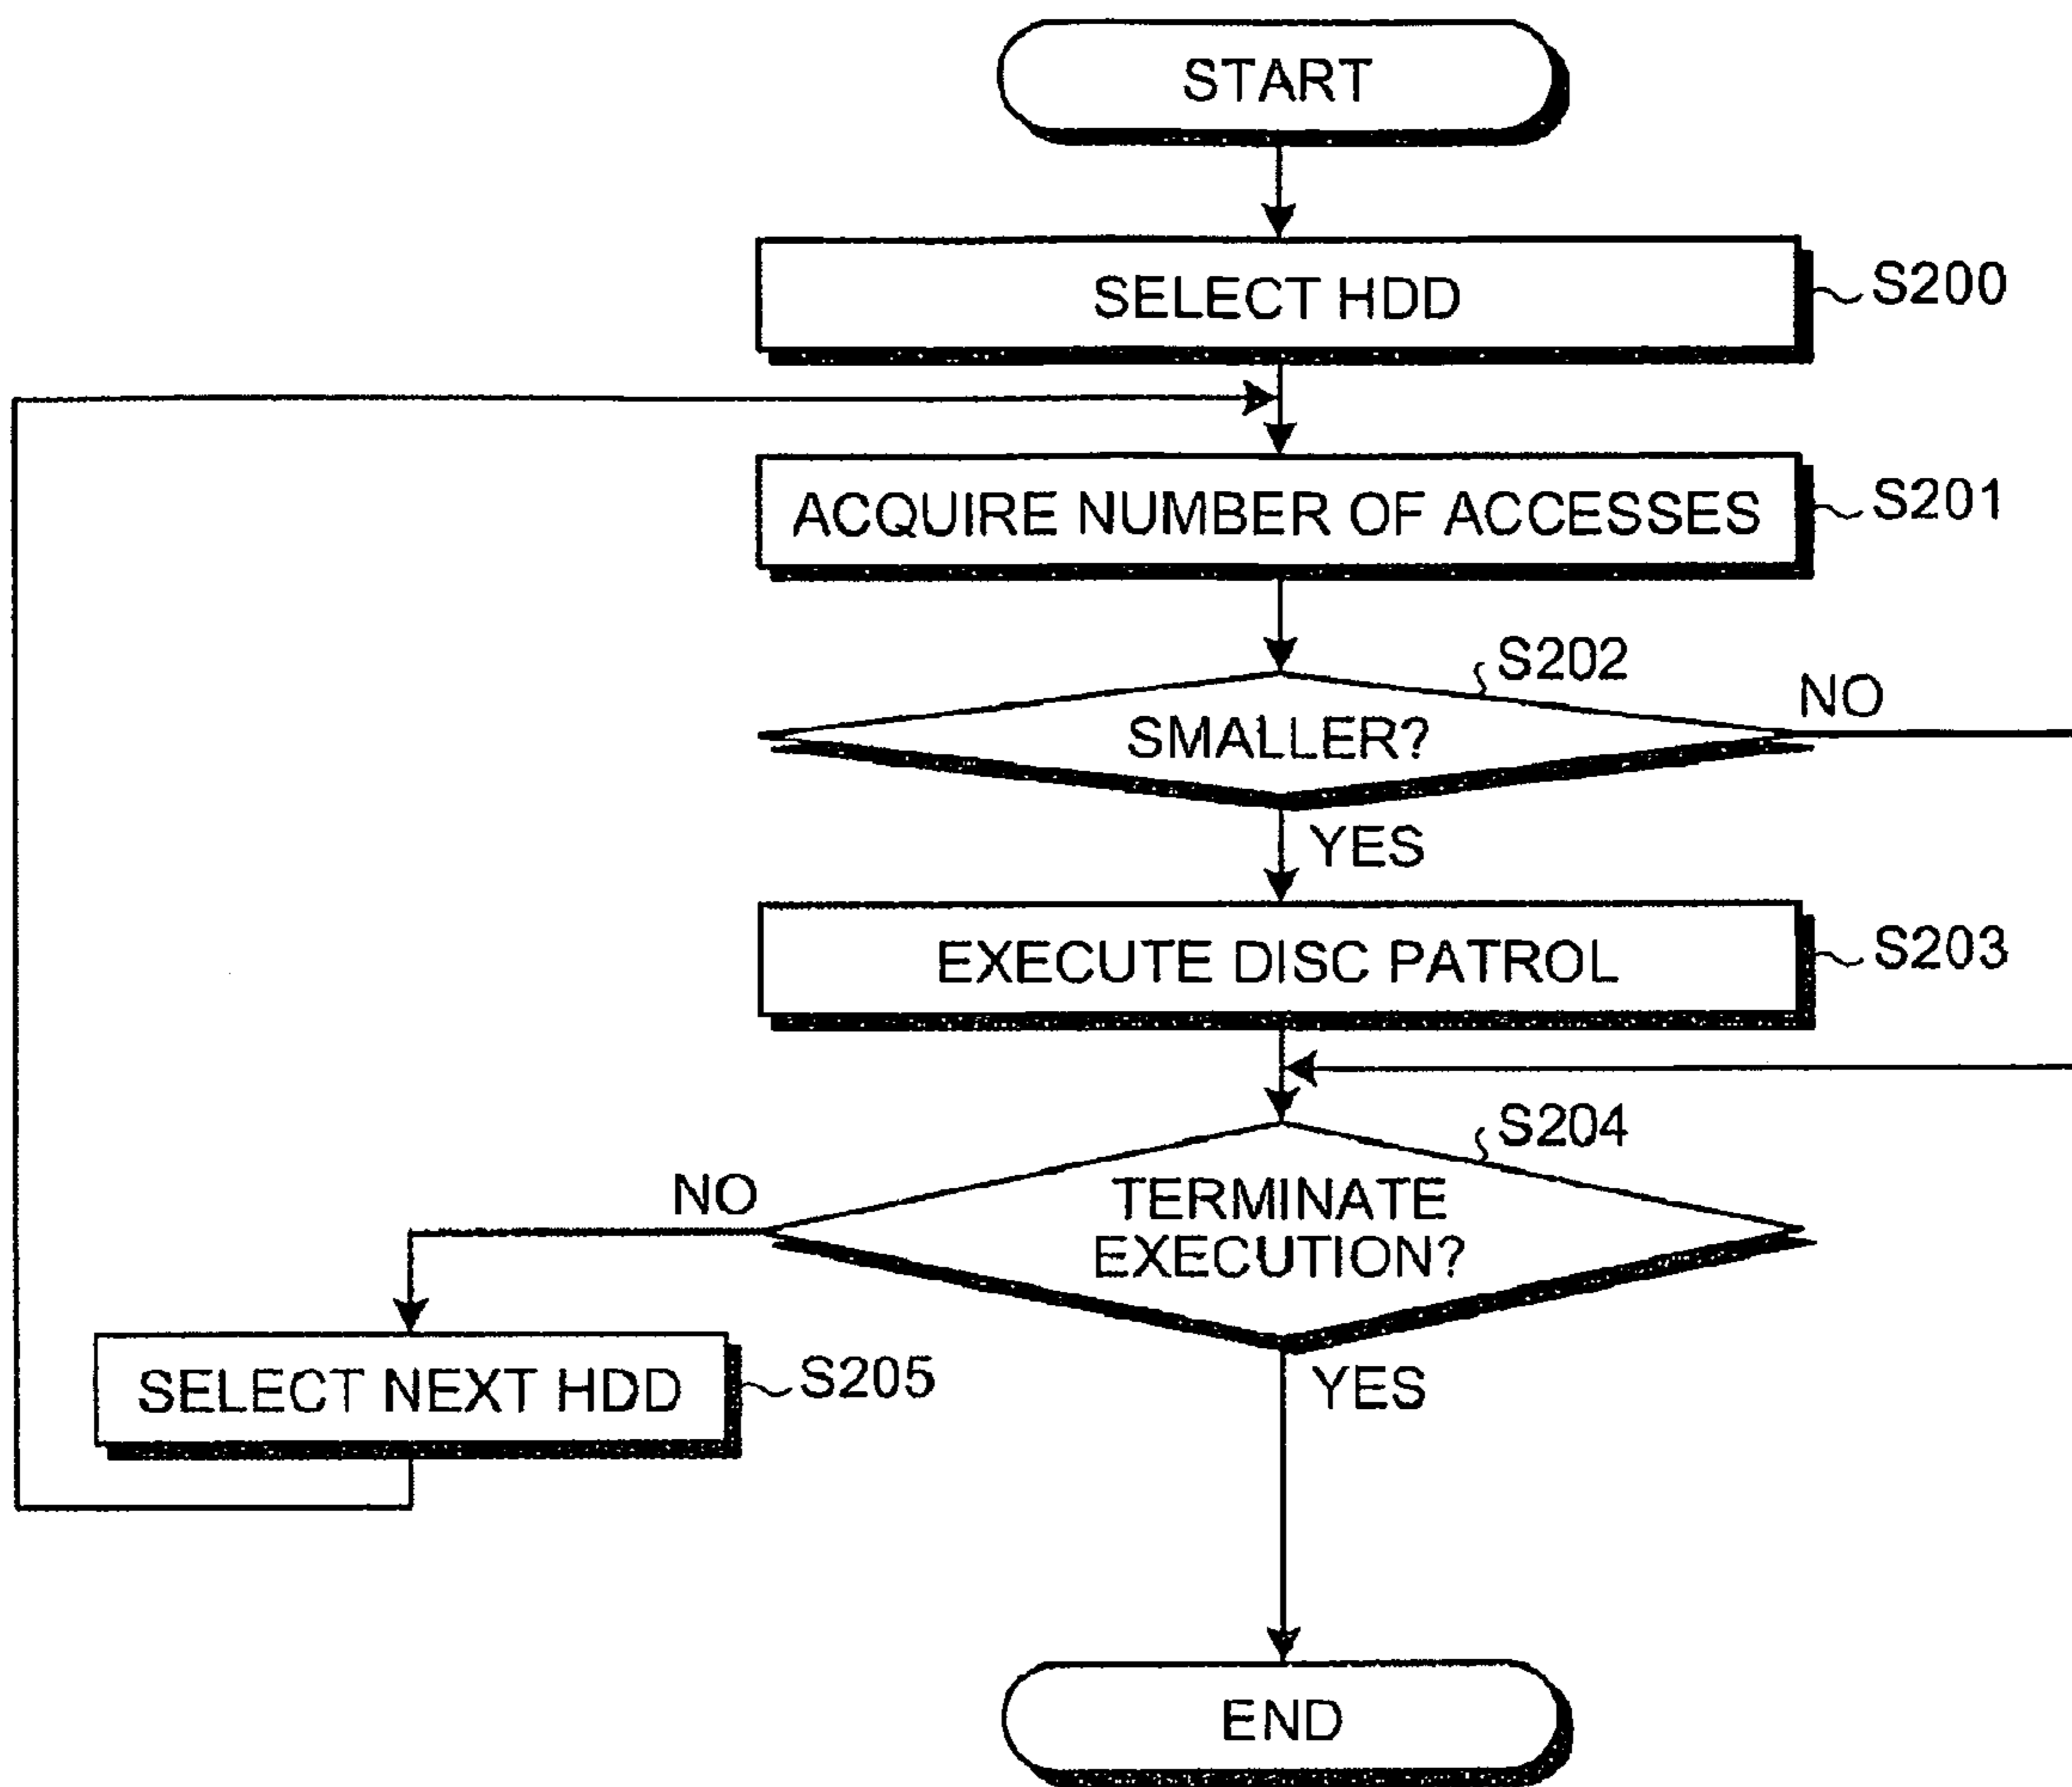 START
SELECT HDD
S200
ACQUIRE NUMBER OF ACCESSES
S201
S202
SMALLER?
NO
YES
EXECUTE DISC PATROL
S203
S204
TERMINATE
EXECUTION?
NO
YES
SELECT NEXT HDD
S205
END